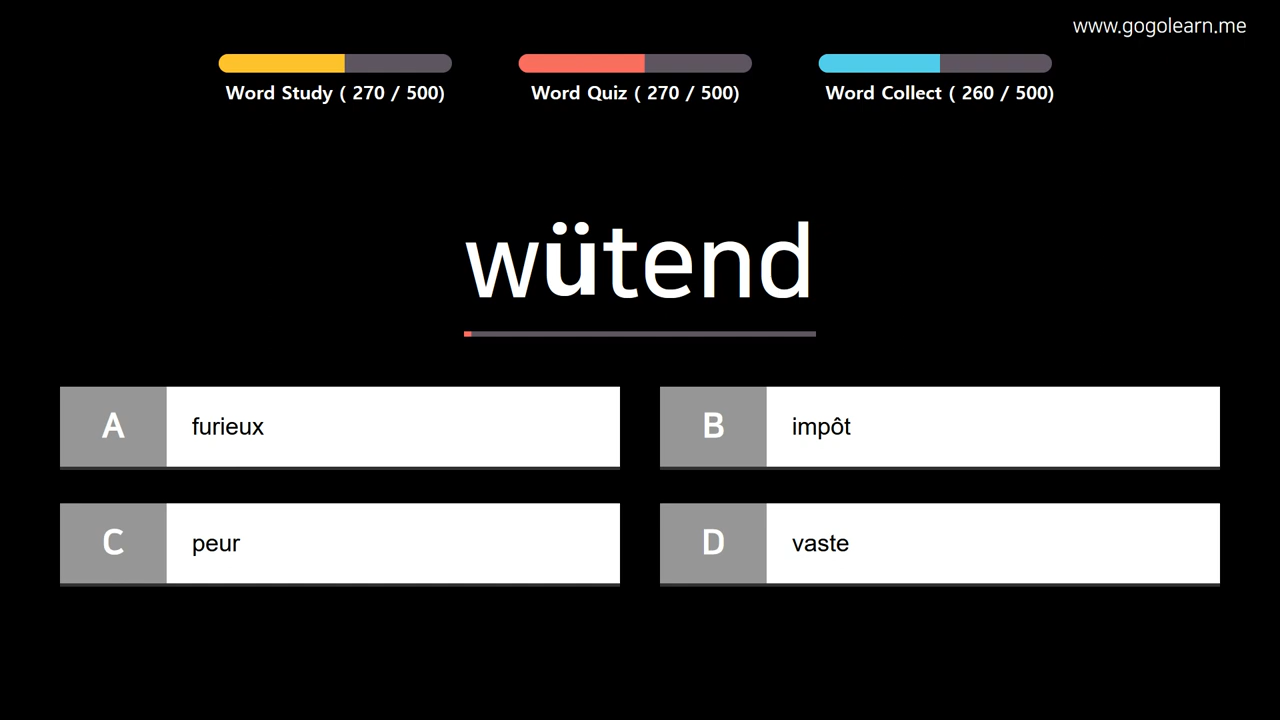 www.gogolearn.me
Word Study ( 270 / 500)
Word Quiz ( 270 / 500)
Word Collect ( 260 / 500)
wütend
A furieux
B impôt
C peur
D vaste